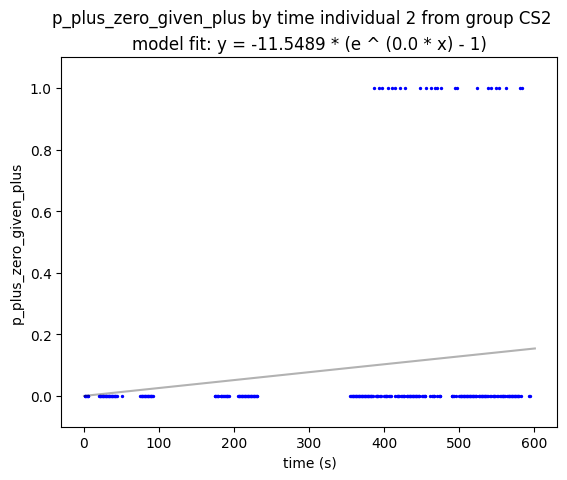 p_plus_zero_given_plus by time individual 2 from group CS2
model fit: y = -11.5489 * (e ^ (0.0 * x) - 1)
1.0
0.8
0.6
0.4
0.2
0.0
p_plus_zero_given_plus
0 100 200 300 400 500 600
time (s)